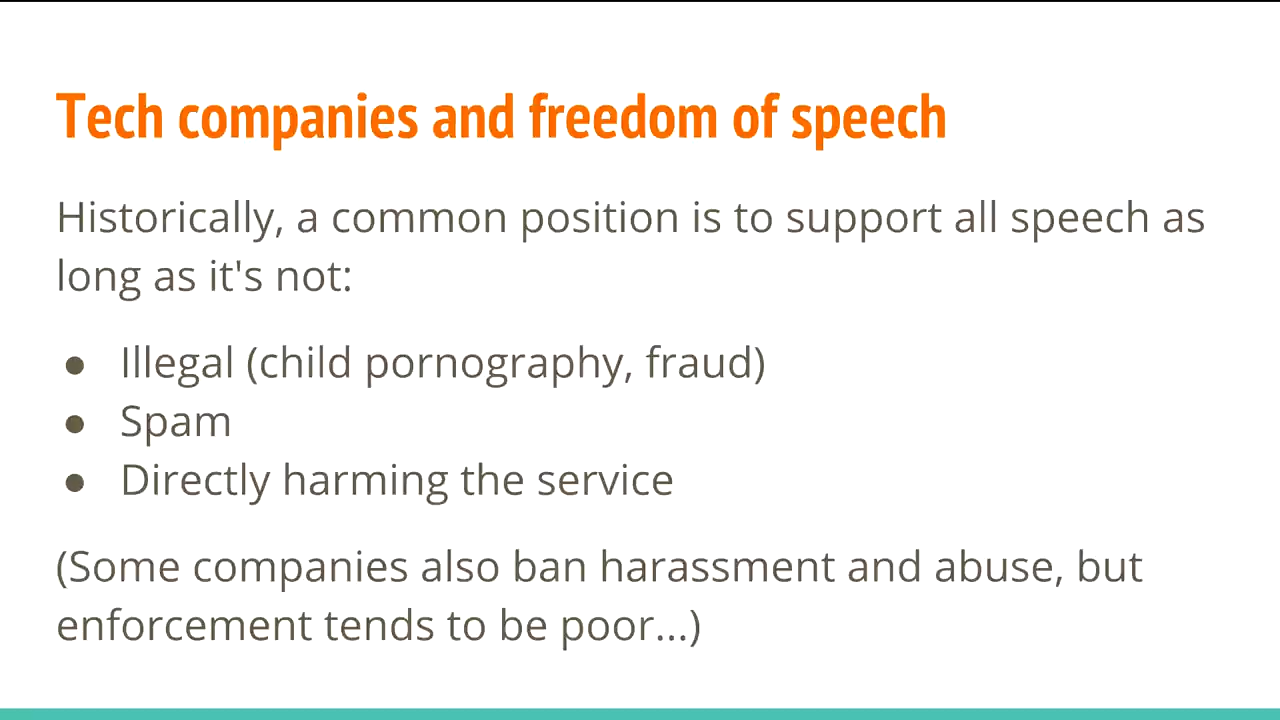 Tech companies and freedom of speech
Historically, a common position is to support all speech as
long as it's not:
● Illegal (child pornography, fraud)
● Spam
● Directly harming the service
(Some companies also ban harassment and abuse, but
enforcement tends to be poor...)